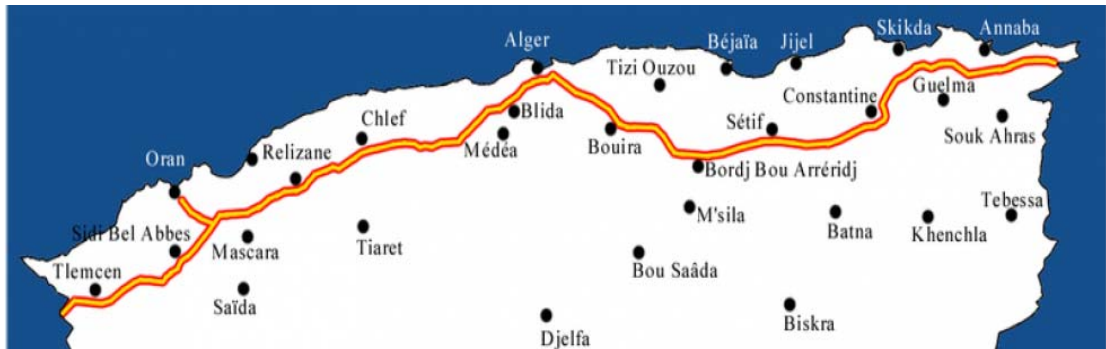 Skikda
Annaba
Alger
Béjaïa
Jijel
Tizi Ouzou
Guelma
Constantine
Blida
Chlef
Sétif
Souk Ahras
Médéa
Bouira
Relizane
Oran
Bordj Bou Arréridj
Tebessa
M'sila
Sidi Bel Abbes
Mascara
Tiaret
Batna
Khenchla
Bou Saâda
Tlemcen
Saïda
Biskra
Djelfa